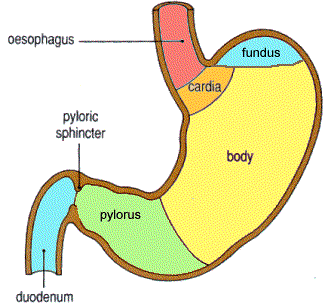 oesophagus
fundus
cardia
pyloric
sphincter
body
pylorus
duodenum